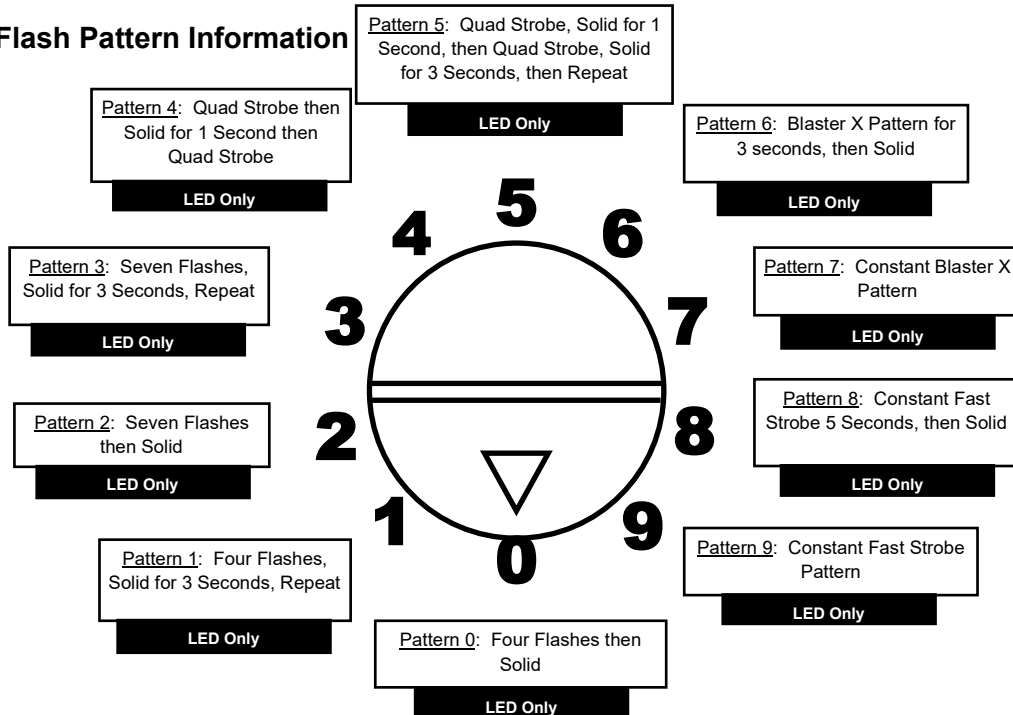 Flash Pattern Information
Pattern 5: Quad Strobe, Solid for 1
Second, then Quad Strobe, Solid
for 3 Seconds, then Repeat
LED Only
Pattern 4: Quad Strobe then
Solid for 1 Second then
Quad Strobe
LED Only
Pattern 6: Blaster X Pattern for
3 seconds, then Solid
LED Only
Pattern 3: Seven Flashes,
Solid for 3 Seconds, Repeat
LED Only
Pattern 7: Constant Blaster X
Pattern
LED Only
Pattern 2: Seven Flashes
then Solid
LED Only
Pattern 8: Constant Fast
Strobe 5 Seconds, then Solid
LED Only
Pattern 1: Four Flashes,
Solid for 3 Seconds, Repeat
LED Only
Pattern 9: Constant Fast Strobe
Pattern
LED Only
Pattern 0: Four Flashes then
Solid
LED Only
5
4
6
3
7
2
8
1
9
0